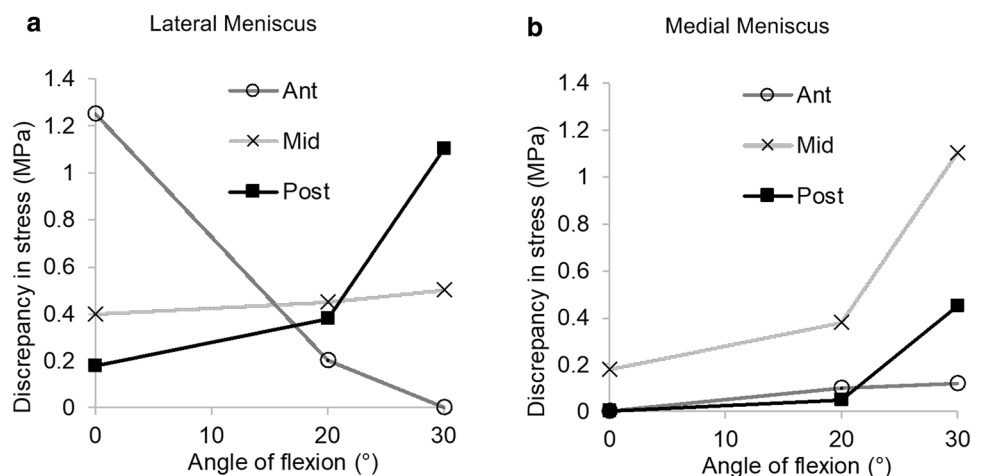 a
Lateral Meniscus
Discrepancy in stress (MPa)
1.4
1.2
1
0.8
0.6
0.4
0.2
0
Ant
Mid
Post
0 10 20 30
Angle of flexion (°)
b
Medial Meniscus
Discrepancy in stress (MPa)
1.4
1.2
1
0.8
0.6
0.4
0.2
0
Ant
Mid
Post
0 10 20 30
Angle of flexion (°)